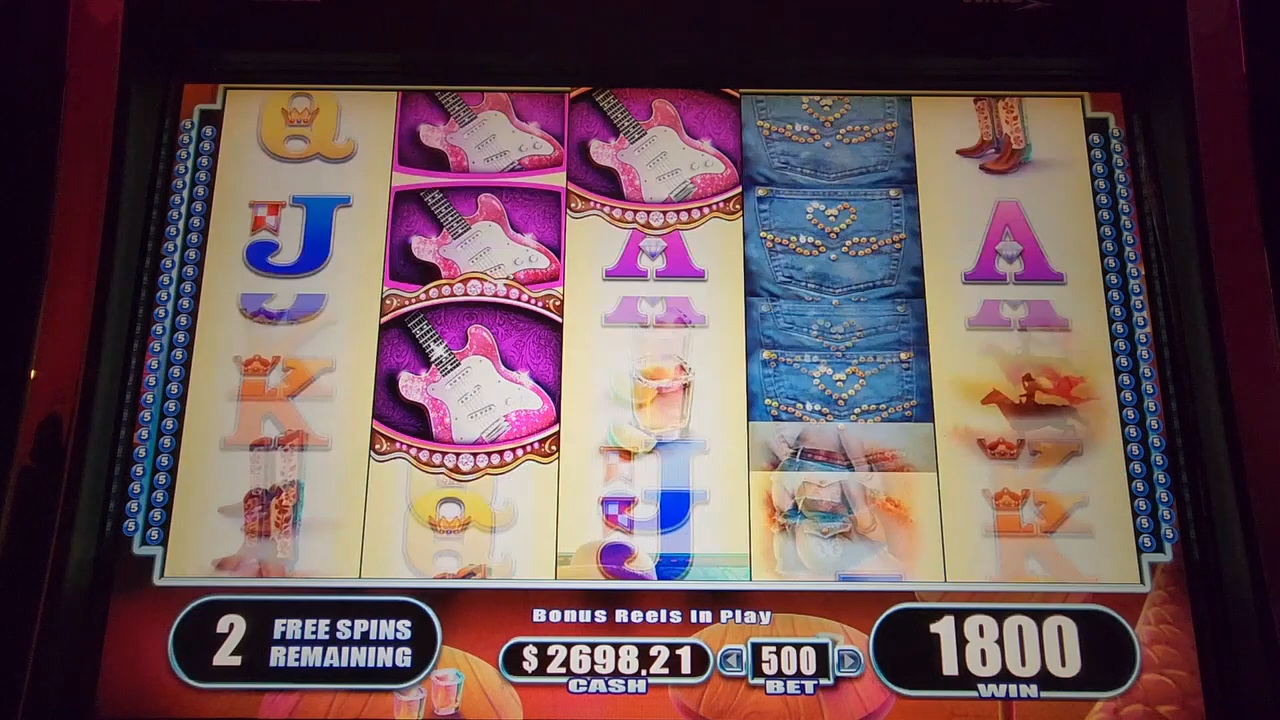 Q
J
A
A
K
J
K
Q
K
2 FREE SPINS REMAINING
Bonus Reels In Play
$2698.21
CASH
500
BET
1800
WIN